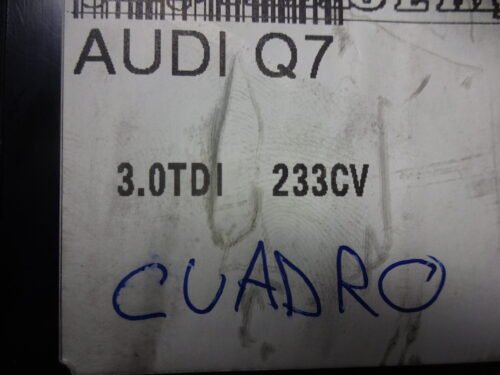 AUDI Q7
3.0TDI 233CV
CUADRO